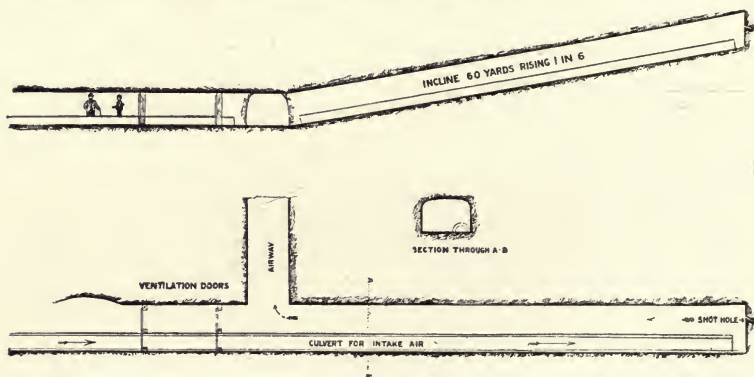 INCLINE 60 YARDS RISING 1 IN 6
SECTION THROUGH A·B
AIRWAY
VENTILATION DOORS
SHOT HOLE
CULVERT FOR INTAKE AIR